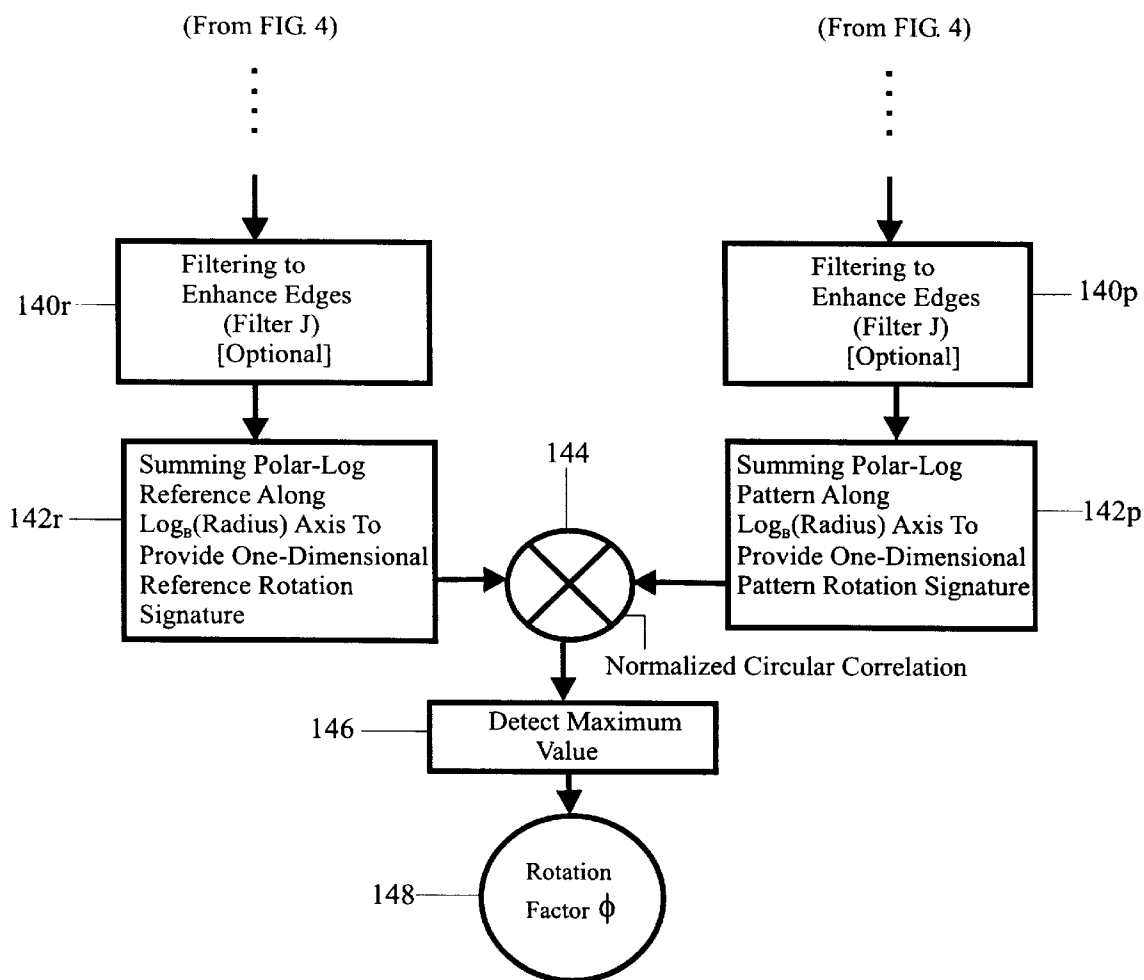 (From FIG. 4)
(From FIG. 4)
Filtering to
Enhance Edges
(Filter J)
[Optional]
140r
Filtering to
Enhance Edges
(Filter J)
[Optional]
140p
Summing Polar-Log
Reference Along
Log_B(Radius) Axis To
Provide One-Dimensional
Reference Rotation
Signature
142r
144
Summing Polar-Log
Pattern Along
Log_B(Radius) Axis To
Provide One-Dimensional
Pattern Rotation Signature
142p
Normalized Circular Correlation
146
Detect Maximum
Value
148
Rotation
Factor ϕ